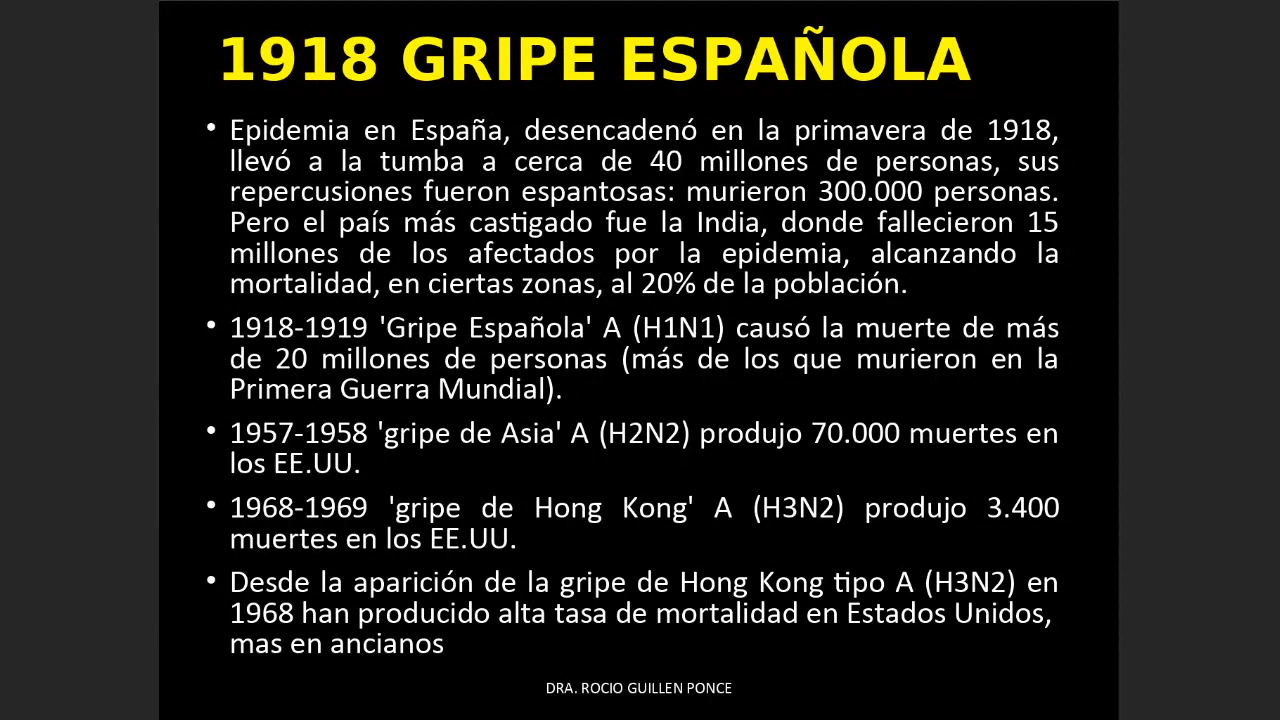 1918 GRIPE ESPAÑOLA
• Epidemia en España, desencadenó en la primavera de 1918,
llevó a la tumba a cerca de 40 millones de personas, sus
repercusiones fueron espantosas: murieron 300.000 personas.
Pero el país más castigado fue la India, donde fallecieron 15
millones de los afectados por la epidemia, alcanzando la
mortalidad, en ciertas zonas, al 20% de la población.
• 1918-1919 'Gripe Española' A (H1N1) causó la muerte de más
de 20 millones de personas (más de los que murieron en la
Primera Guerra Mundial).
• 1957-1958 'gripe de Asia' A (H2N2) produjo 70.000 muertes en
los EE.UU.
• 1968-1969 'gripe de Hong Kong' A (H3N2) produjo 3.400
muertes en los EE.UU.
• Desde la aparición de la gripe de Hong Kong tipo A (H3N2) en
1968 han producido alta tasa de mortalidad en Estados Unidos,
mas en ancianos
DRA. ROCIO GUILLEN PONCE